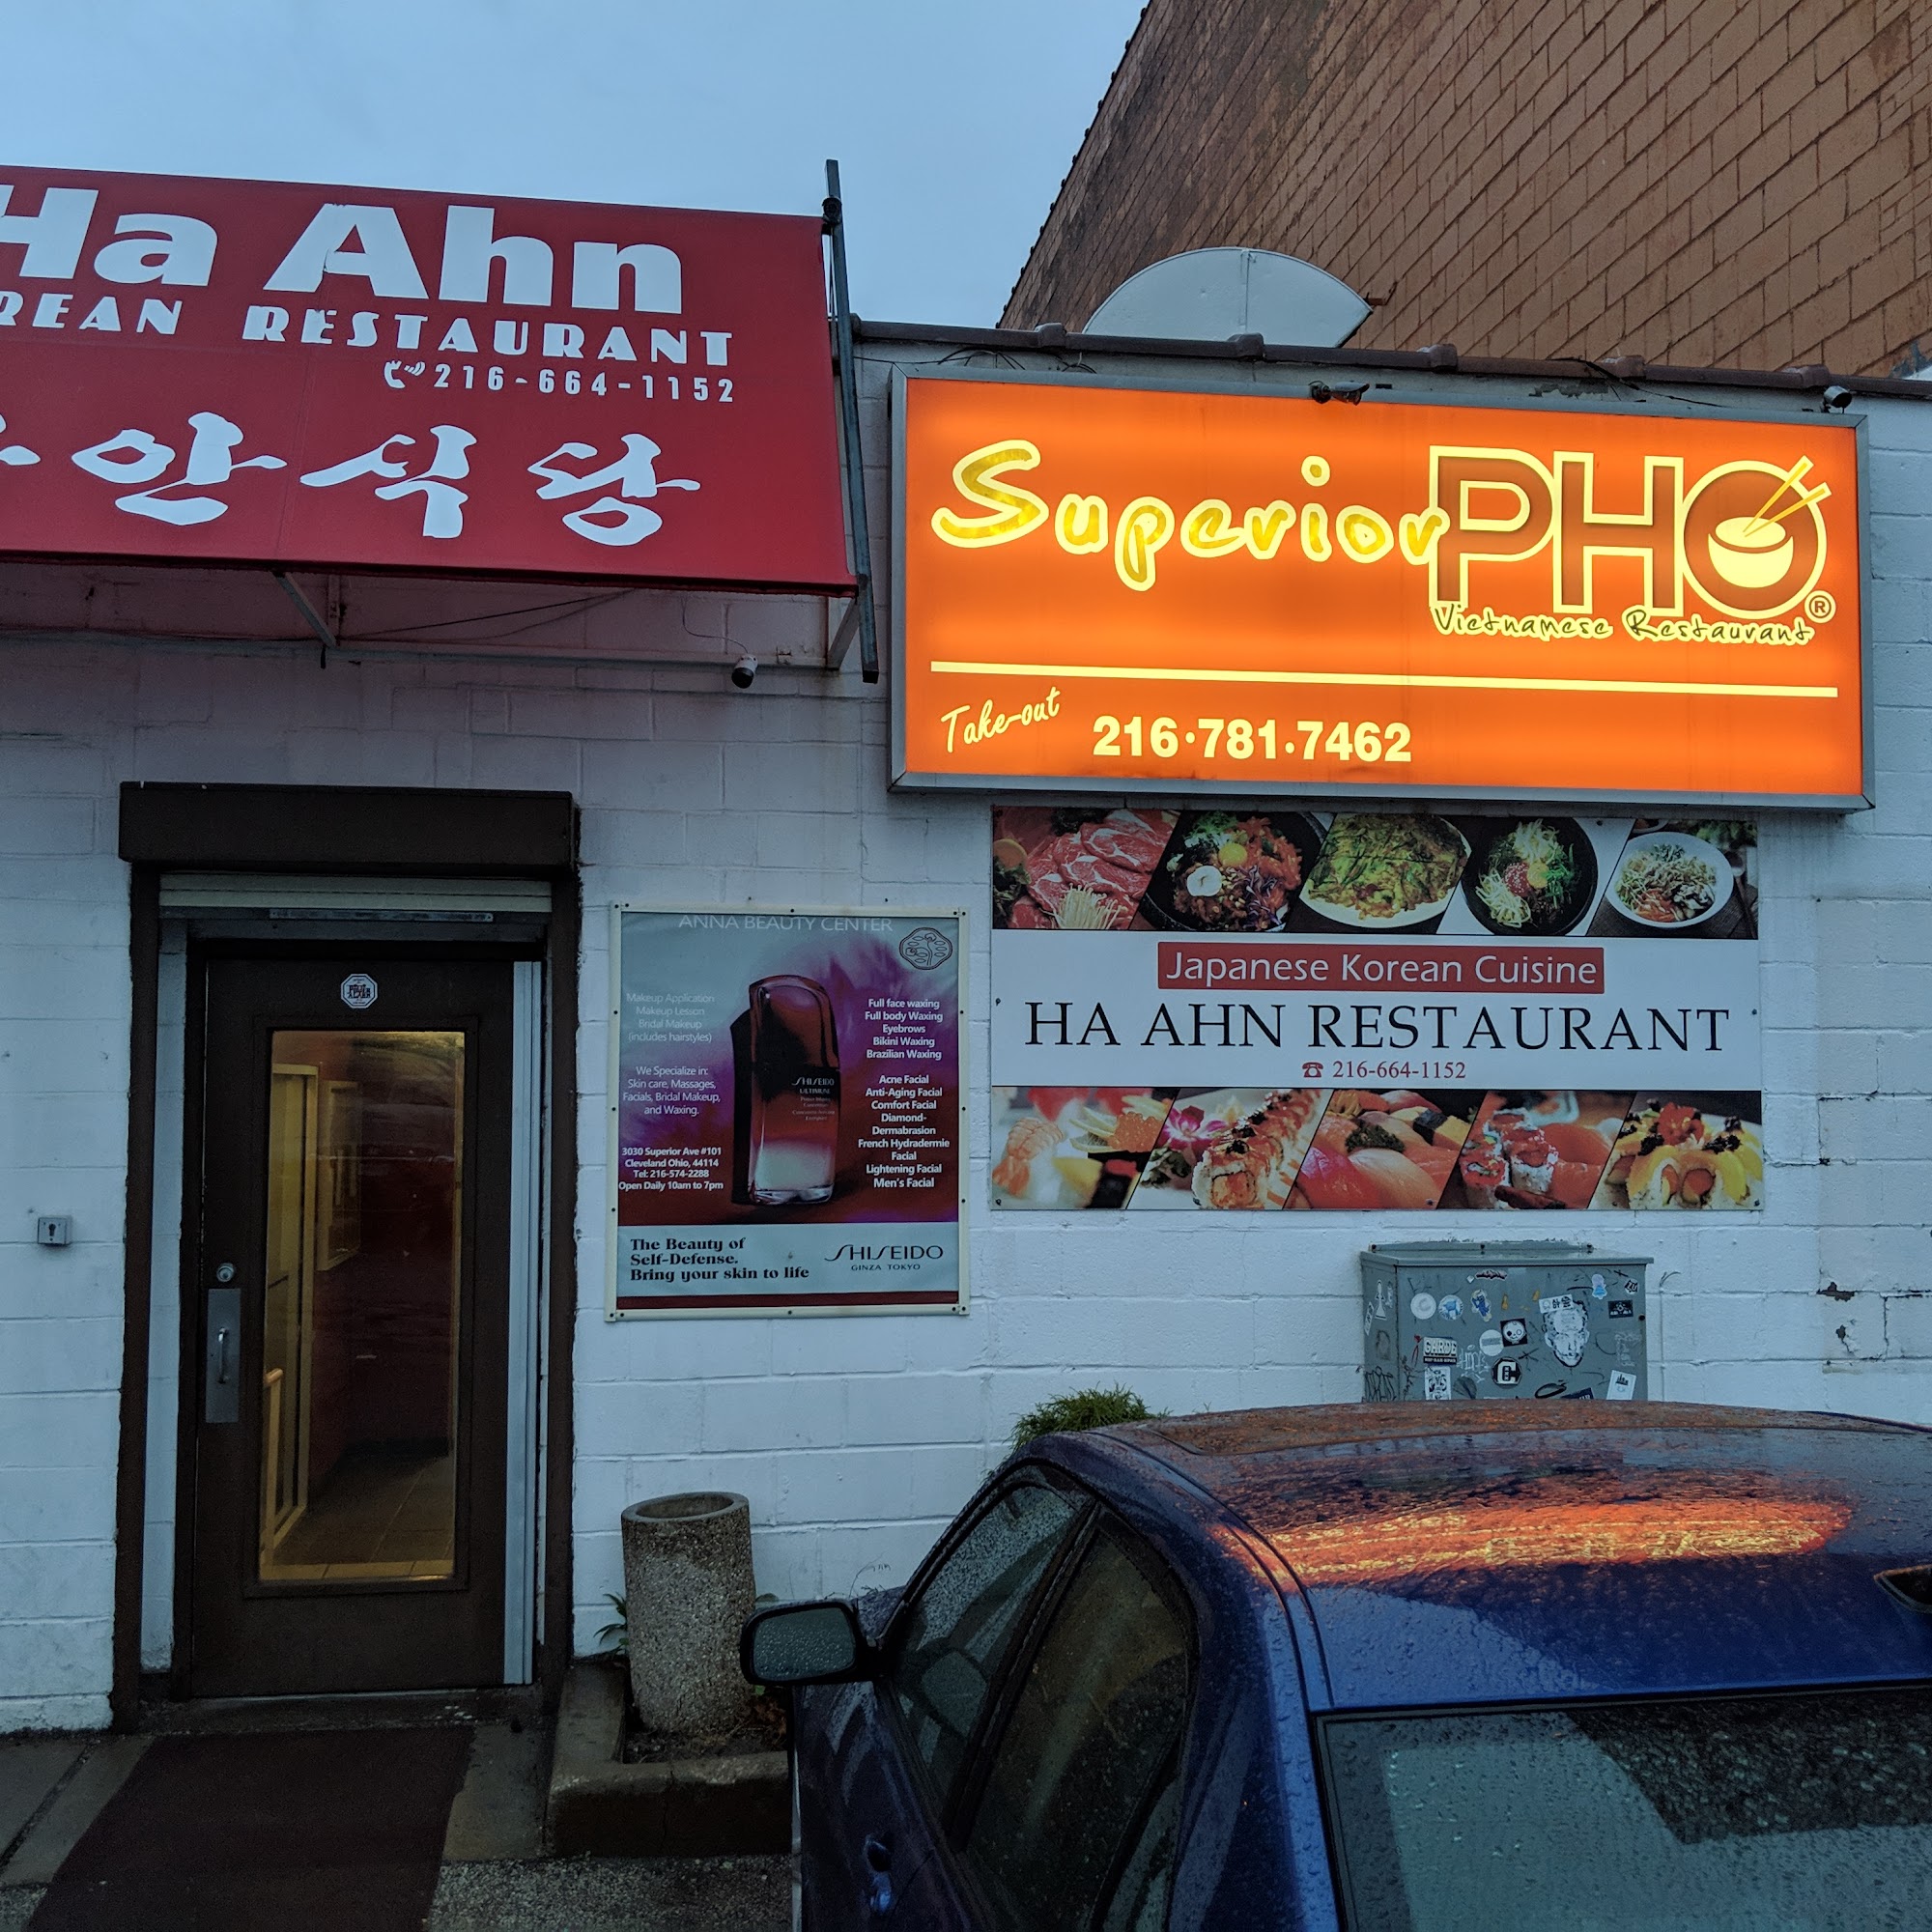 Ha Ahn
REAN RESTAURANT
216-664-1152
안식당
Superior PHO®
Vietnamese Restaurant
Take-out 216·781·7462
ANNA BEAUTY CENTER
Makeup Application
Makeup Lesson
Bridal Makeup
(includes hairstyles)
We Specialize in:
Skin care, Massages,
Facials, Bridal Makeup,
and Waxing.
3030 Superior Ave #101
Cleveland Ohio, 44114
Tel: 216-574-2288
Open Daily 10am to 7pm
SHISEIDO
ULTIMUNE
Full face waxing
Full body Waxing
Eyebrows
Bikini Waxing
Brazilian Waxing
Acne Facial
Anti-Aging Facial
Comfort Facial
Diamond-
Dermabrasion
French Hydradermie
Facial
Lightening Facial
Men's Facial
The Beauty of
Self-Defense.
Bring your skin to life
SHISEIDO
GINZA TOKYO
Japanese Korean Cuisine
HA AHN RESTAURANT
216-664-1152